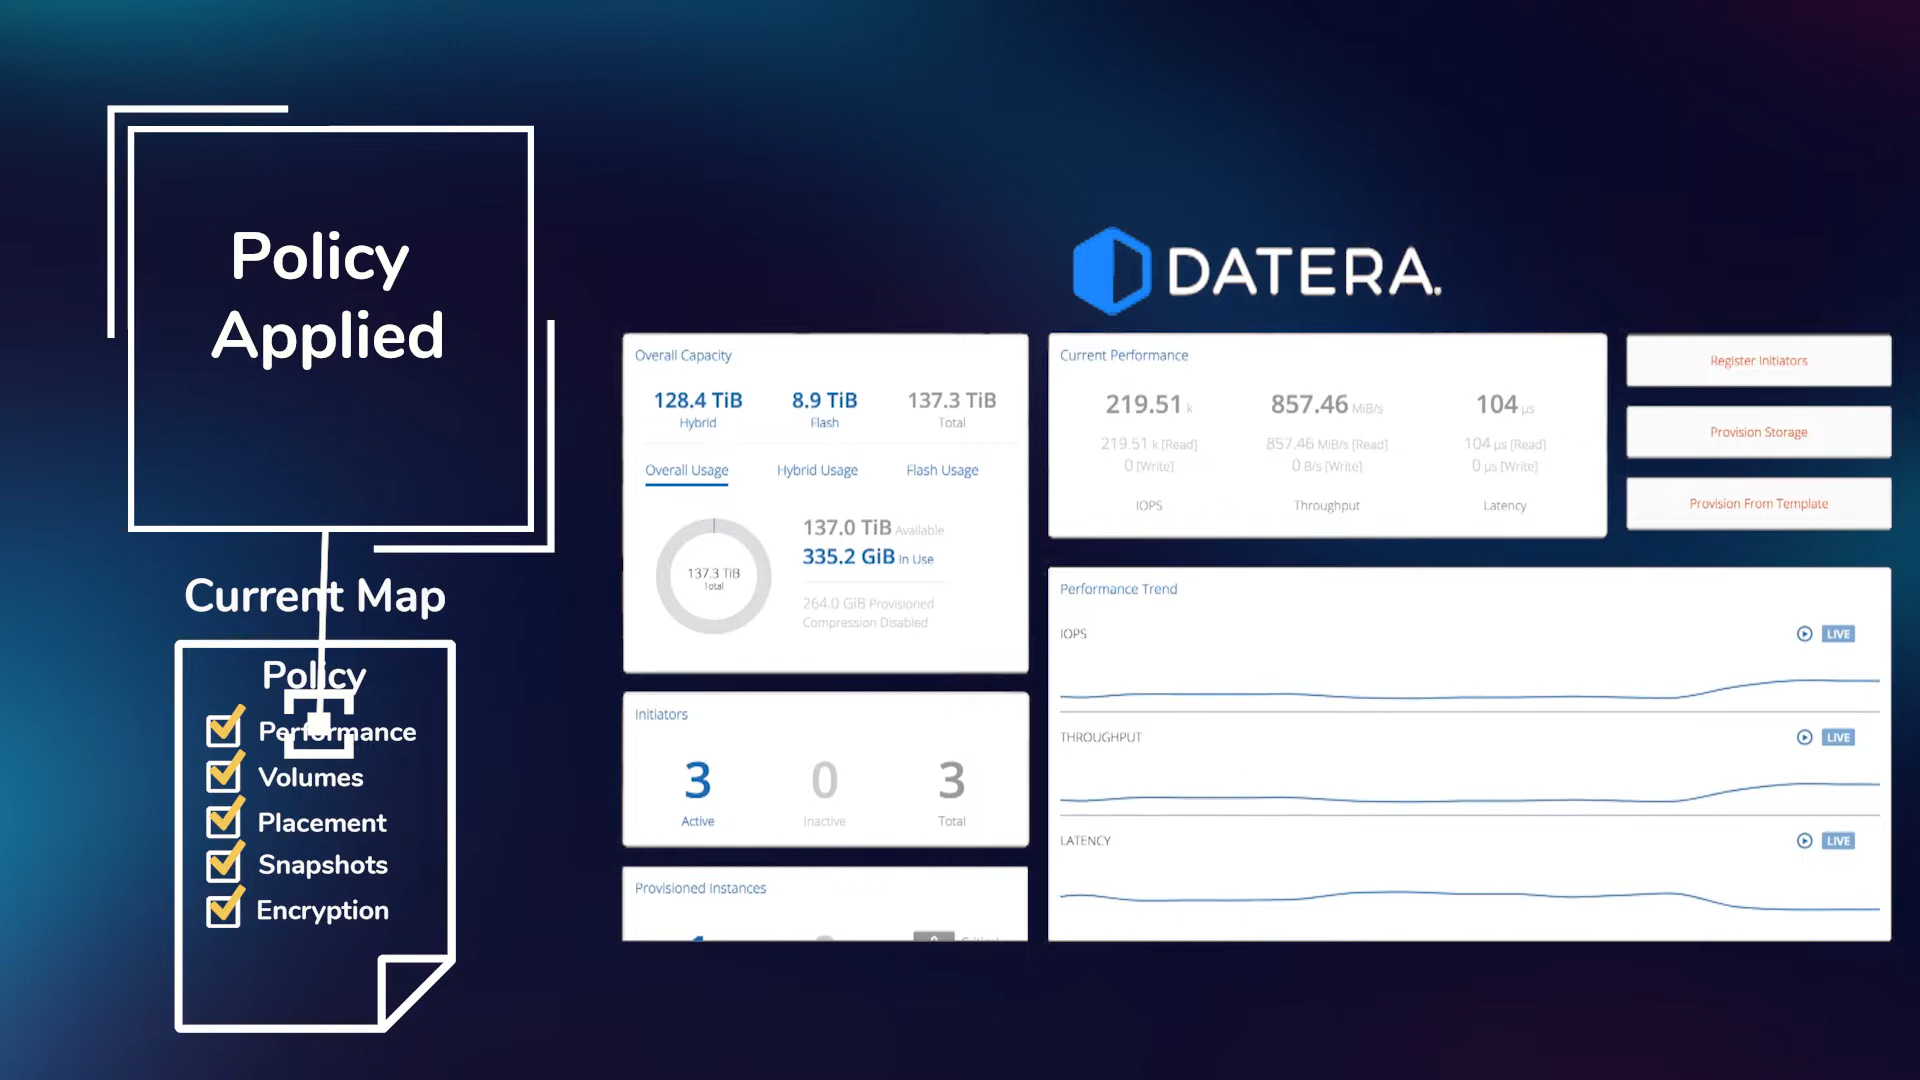 Policy
Applied
Current Map
Policy
Performance
Volumes
Placement
Snapshots
Encryption
DATERA.
Overall Capacity
128.4 TiB 8.9 TiB 137.3 TiB
Hybrid Flash Total
Overall Usage Hybrid Usage Flash Usage
137.3 TiB
Total
137.0 TiB Available
335.2 GiB In Use
264.0 GiB Provisioned
Compression Disabled
Initiators
3 0 3
Active Inactive Total
Provisioned Instances
Current Performance
219.51 k 857.46 MiB/s 104 µs
219.51 k [Read] 857.46 MiB/s [Read] 104 µs [Read]
0 [Write] 0 B/s [Write] 0 µs [Write]
IOPS Throughput Latency
Register Initiators
Provision Storage
Provision From Template
Performance Trend
IOPS LIVE
THROUGHPUT LIVE
LATENCY LIVE